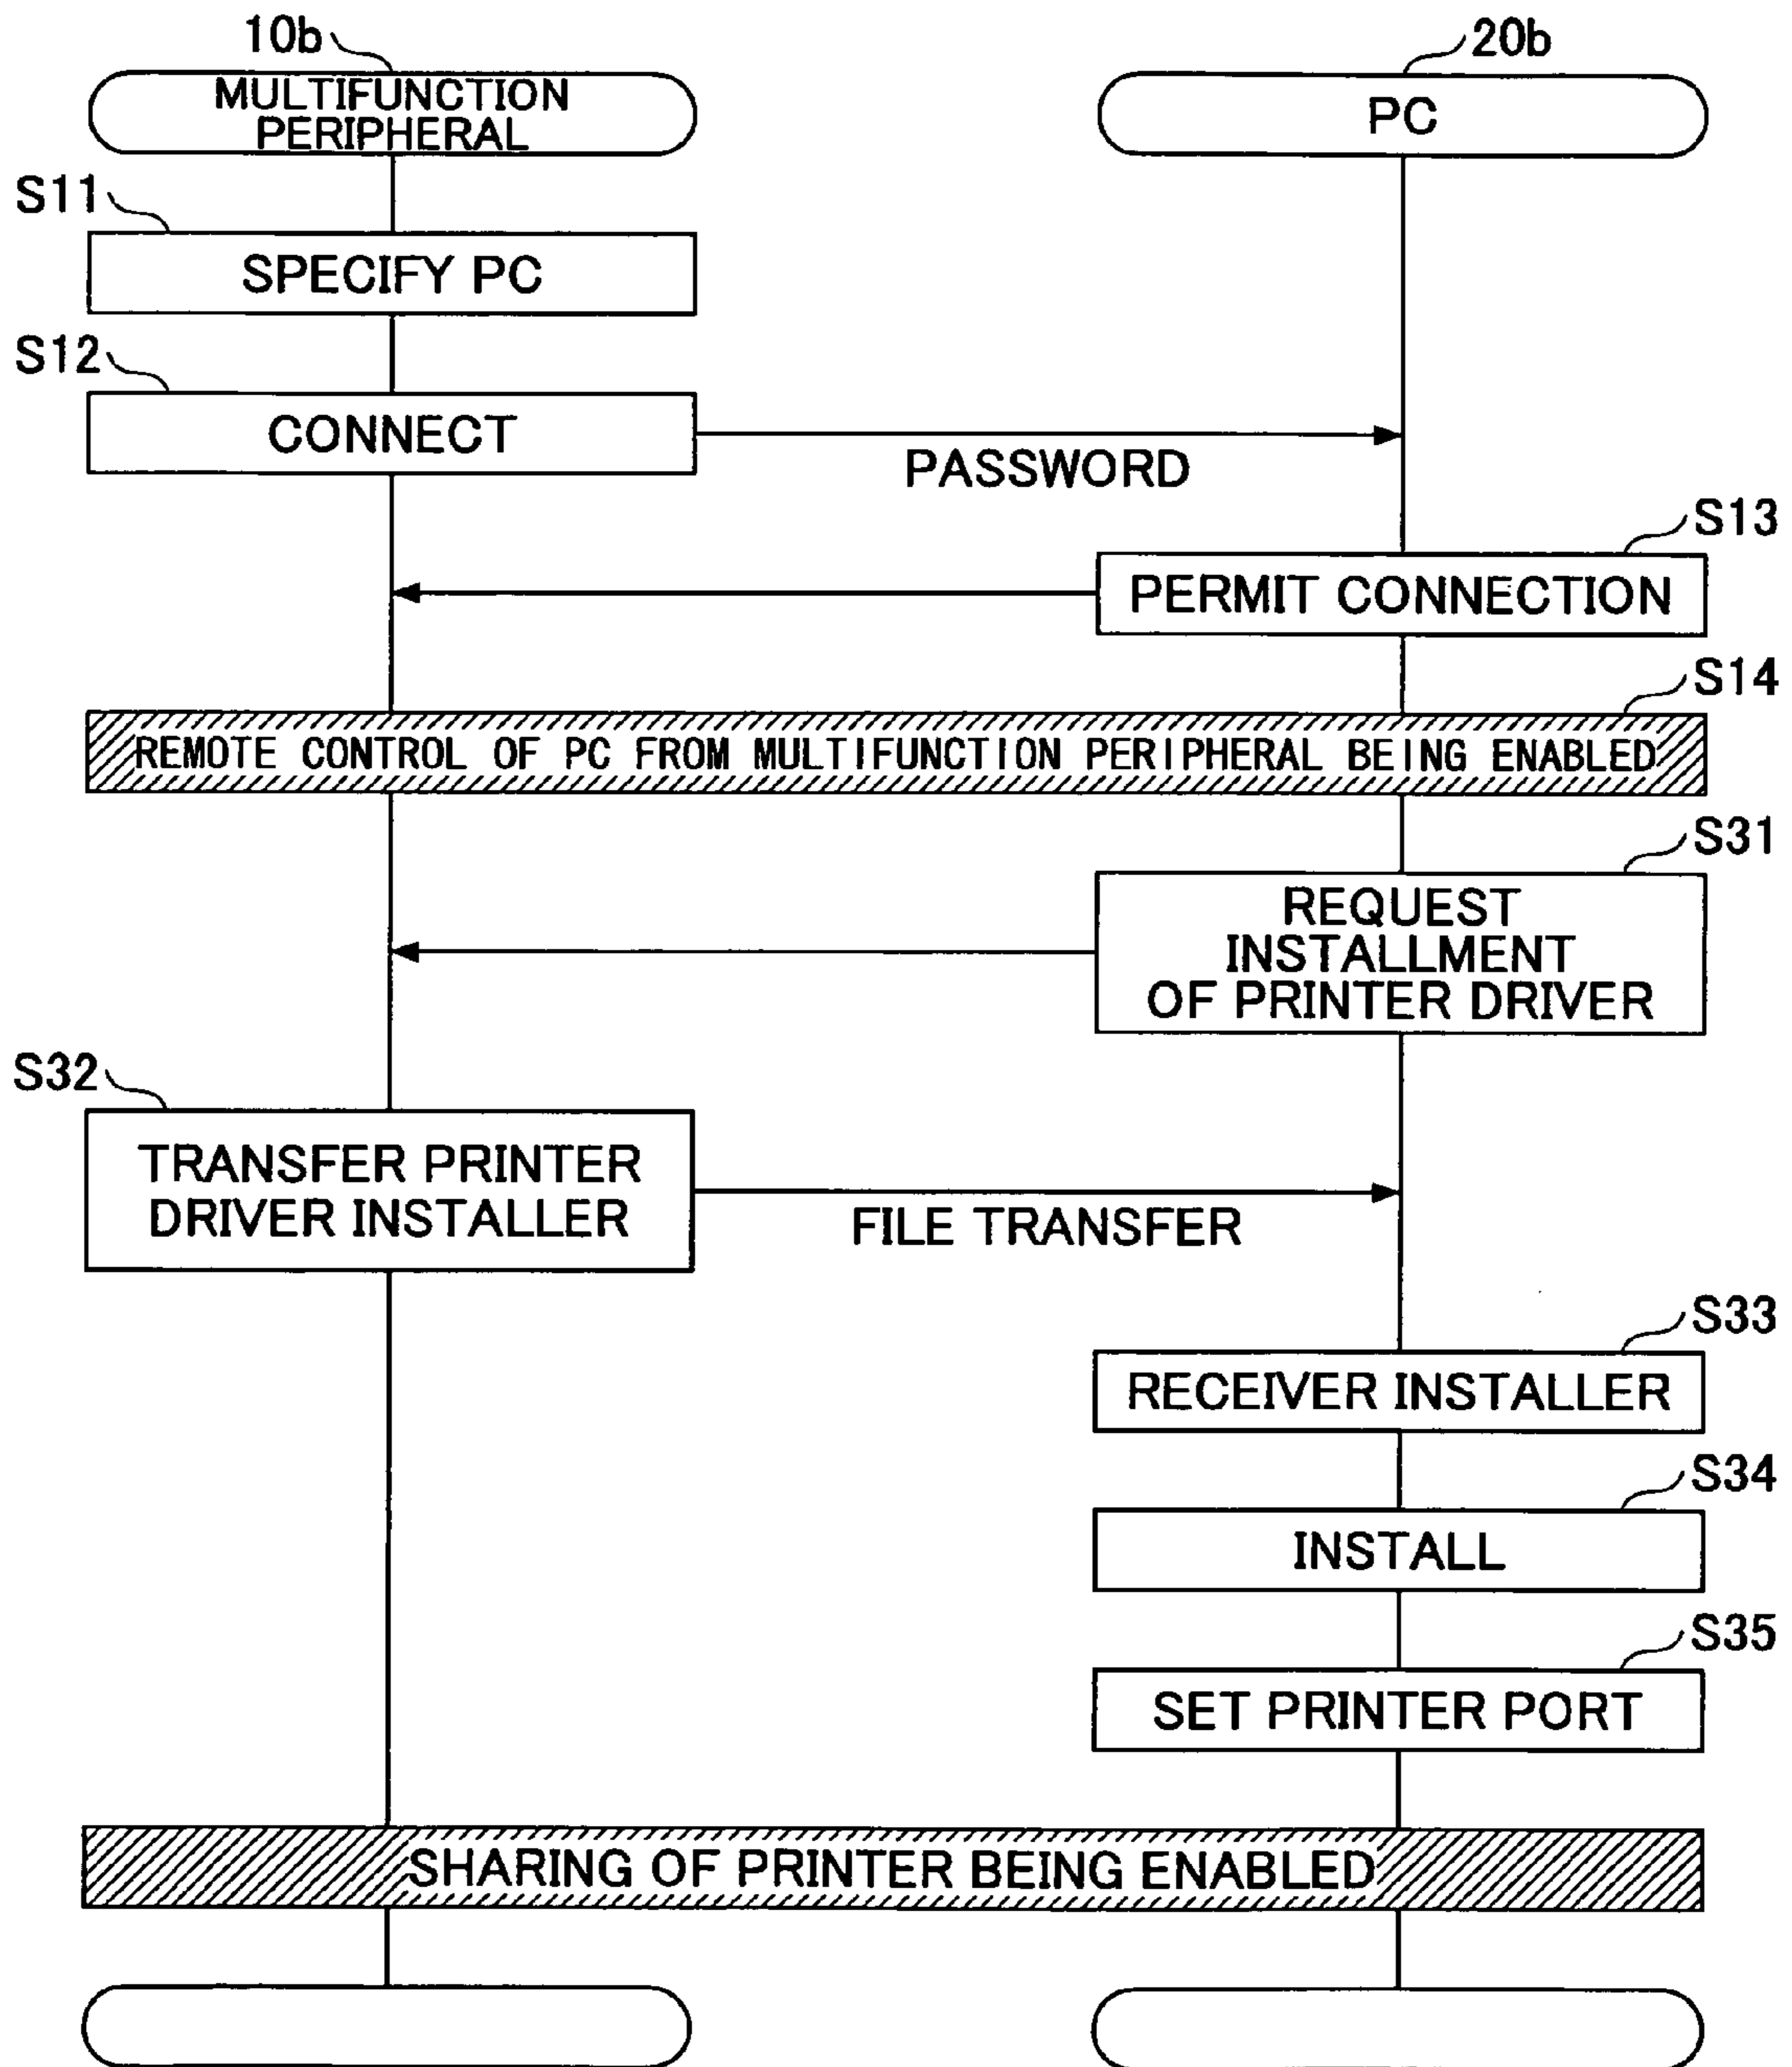 10b
20b
MULTIFUNCTION
PERIPHERAL
PC
S11
SPECIFY PC
S12
CONNECT
PASSWORD
S13
PERMIT CONNECTION
S14
REMOTE CONTROL OF PC FROM MULTIFUNCTION PERIPHERAL BEING ENABLED
S31
REQUEST
INSTALLMENT
OF PRINTER DRIVER
S32
TRANSFER PRINTER
DRIVER INSTALLER
FILE TRANSFER
S33
RECEIVER INSTALLER
S34
INSTALL
S35
SET PRINTER PORT
SHARING OF PRINTER BEING ENABLED